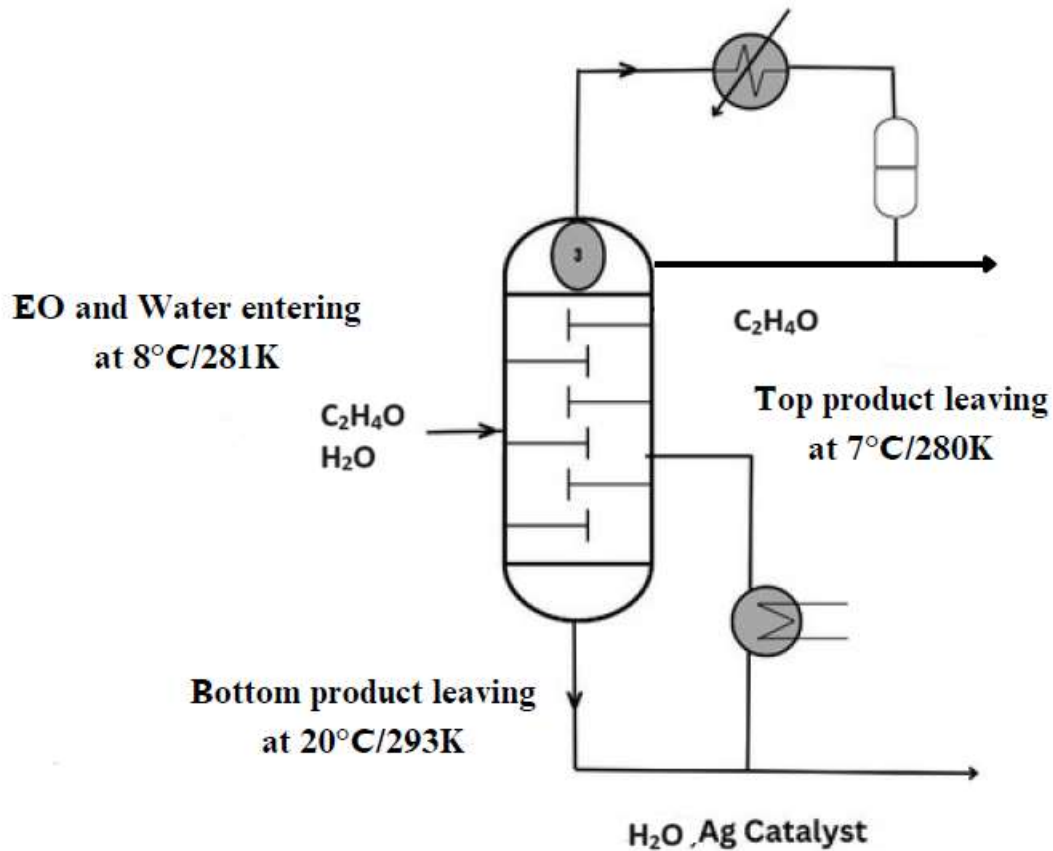 3
EO and Water entering
at 8°C/281K
C₂H₄O
C₂H₄O
H₂O
Top product leaving
at 7°C/280K
Bottom product leaving
at 20°C/293K
H₂O ,Ag Catalyst